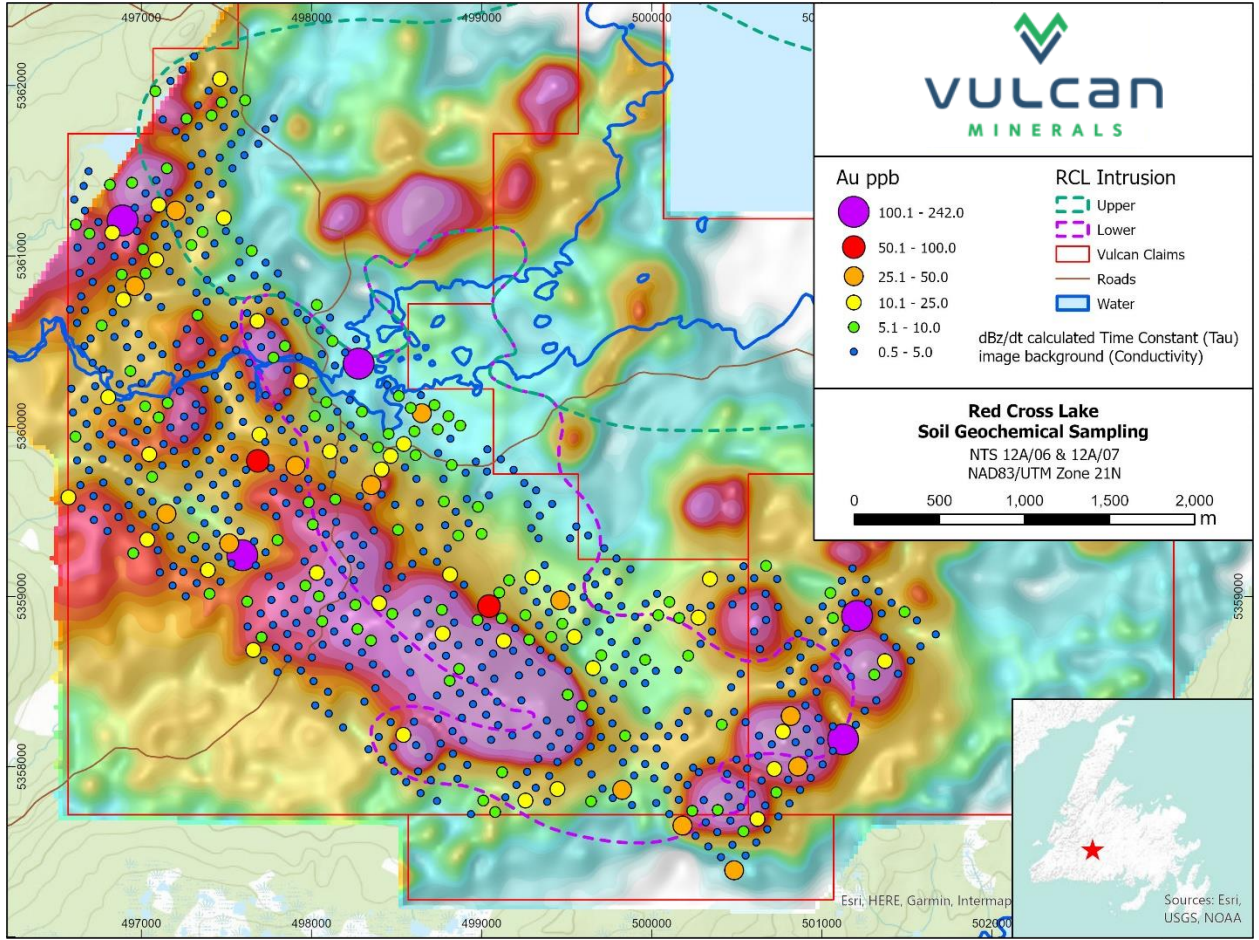 497000
498000
499000
500000
50
5362000
5361000
5360000
5359000
5358000
5359000
VULCAN
MINERALS
Au ppb
100.1 - 242.0
50.1 - 100.0
25.1 - 50.0
10.1 - 25.0
5.1 - 10.0
0.5 - 5.0
RCL Intrusion
Upper
Lower
Vulcan Claims
Roads
Water
dBz/dt calculated Time Constant (Tau)
image background (Conductivity)
Red Cross Lake
Soil Geochemical Sampling
NTS 12A/06 & 12A/07
NAD83/UTM Zone 21N
0 500 1,000 1,500 2,000
m
Esri, HERE, Garmin, Intermap
Sources: Esri,
USGS, NOAA
497000
498000
499000
500000
501000
502000